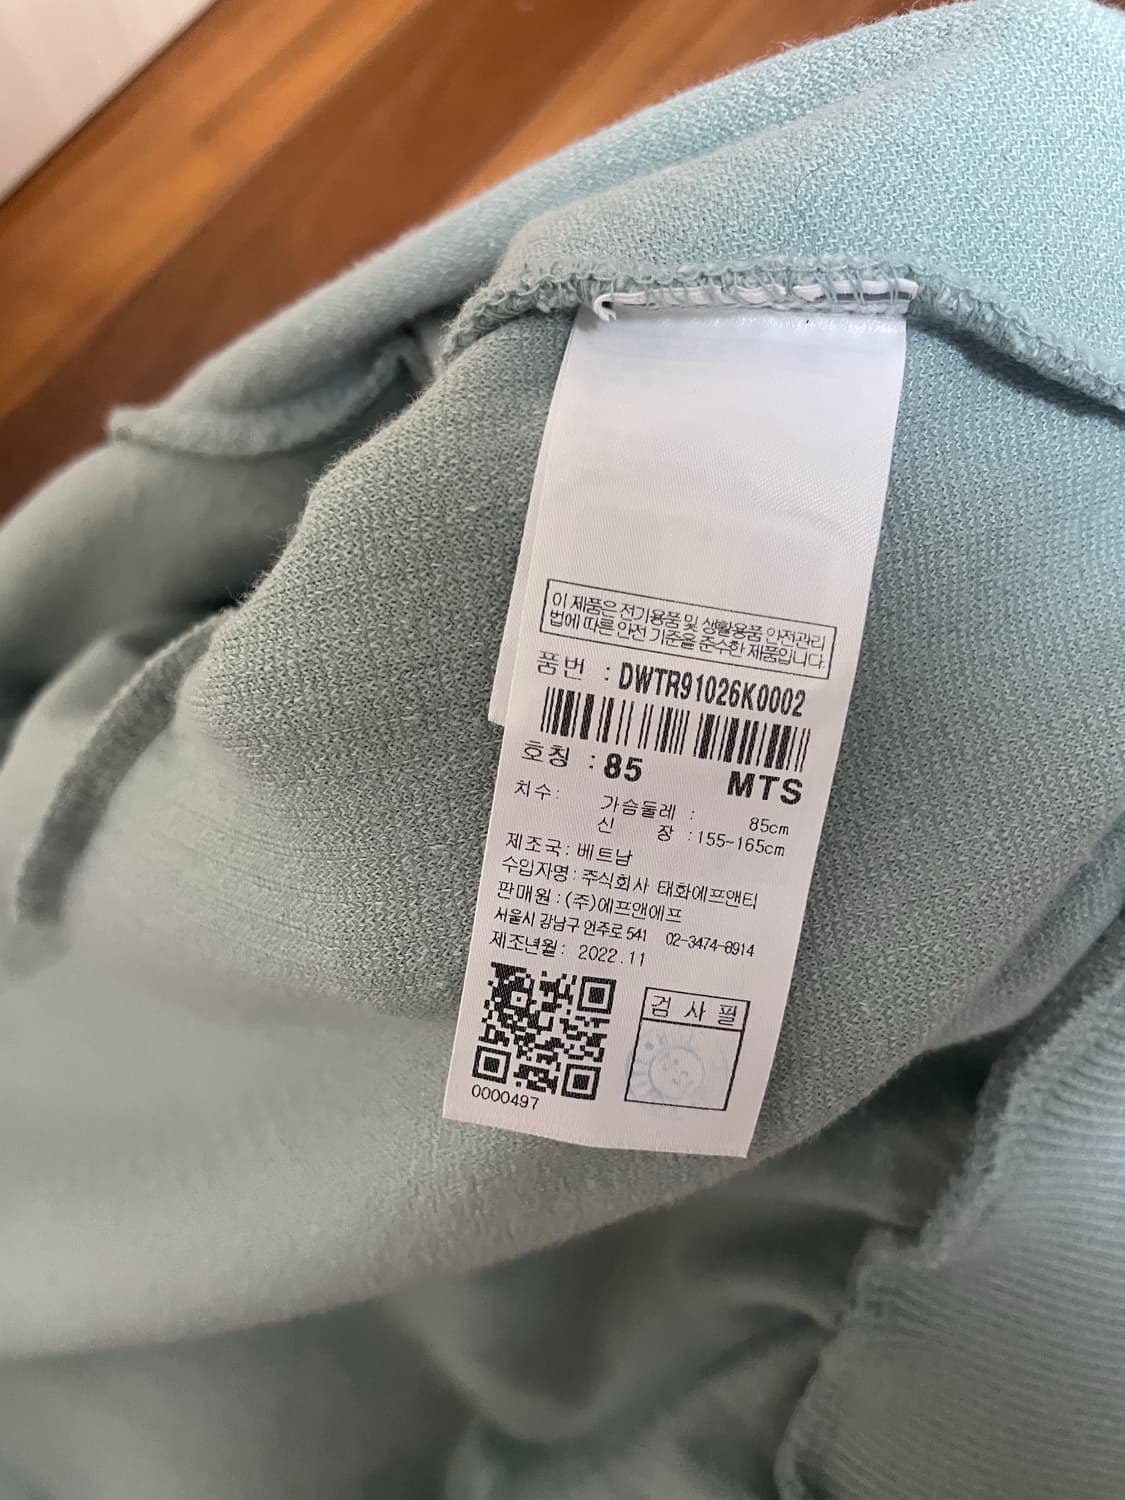 이 제품은 전기용품 및 생활용품 안전관리
법에 따른 안전 기준을 준수한 제품입니다.
품번 : DWTR91026K0002
호칭 : 85 MTS
치수: 가슴둘레 : 85cm
신 장 : 155~165cm
제조국: 베트남
수입자명: 주식회사 태화에프앤티
판매원: (주)에프앤에프
서울시 강남구 언주로 541 02-3474-8914
제조년월: 2022.11
검 사 필
0000497